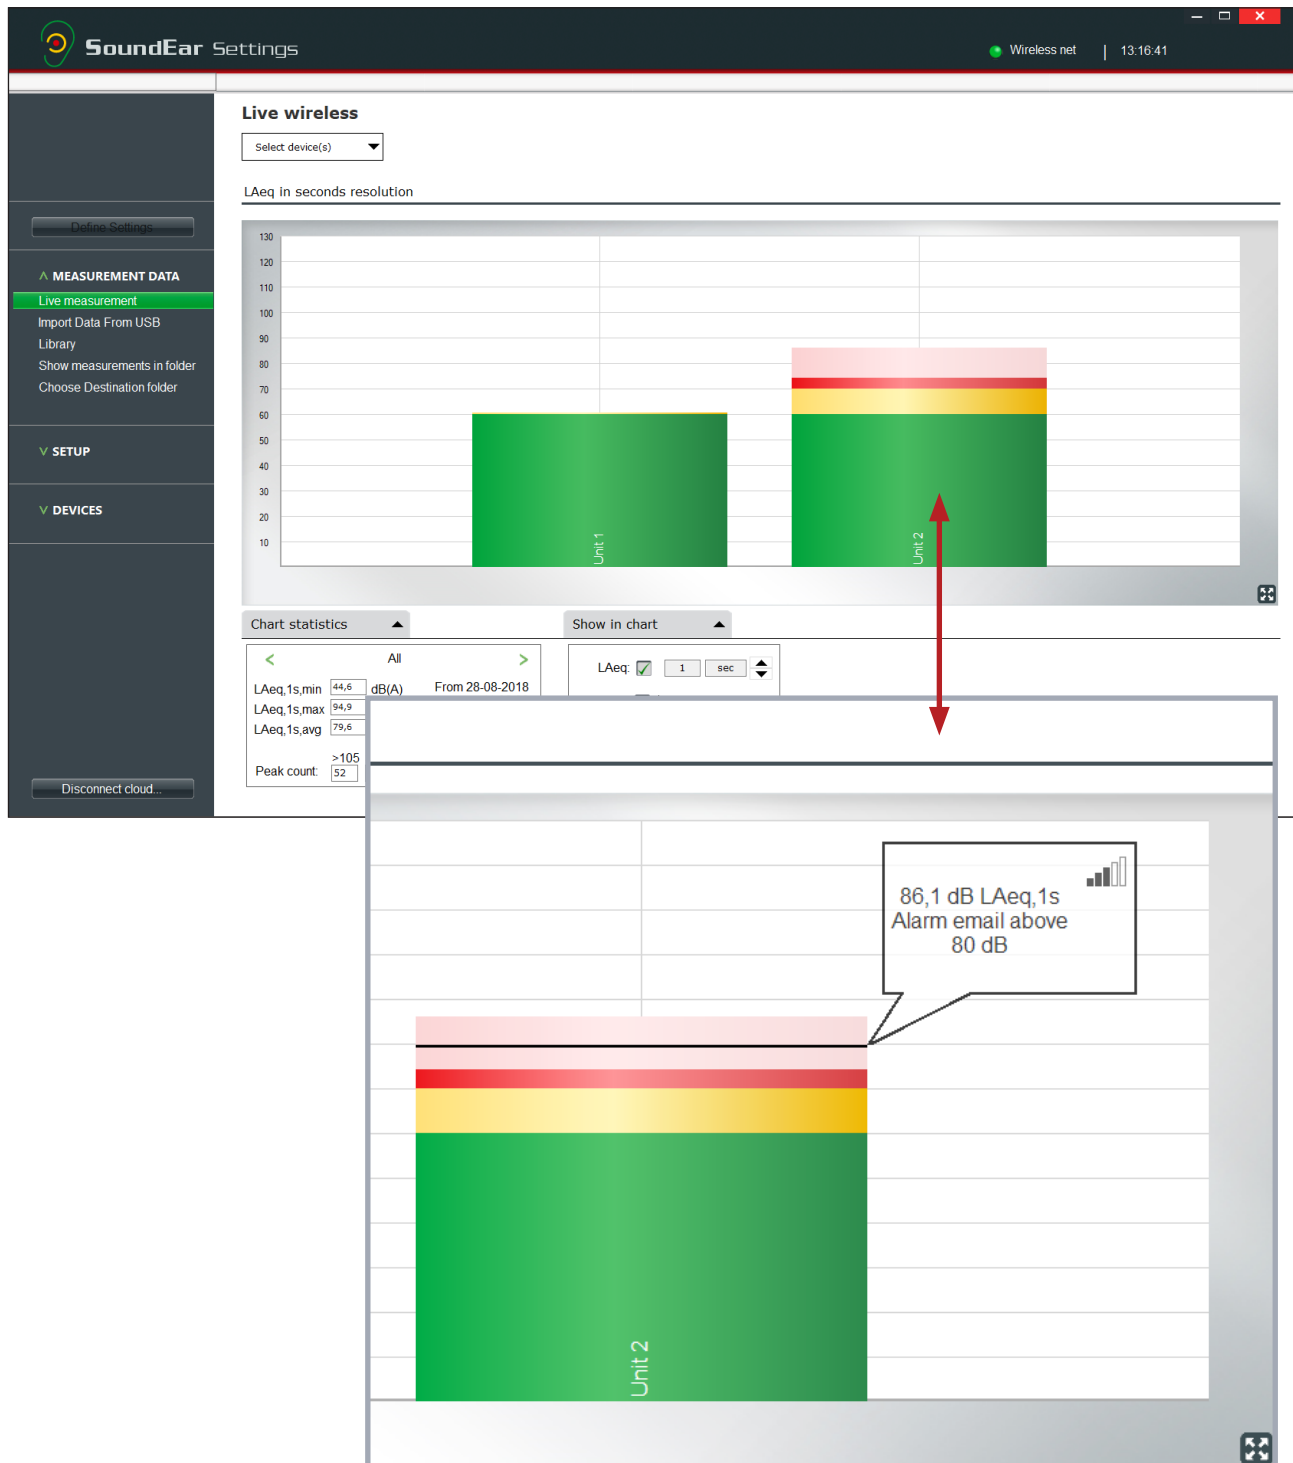 SoundEar Settings
Wireless net | 13:16:41
Live wireless
Select device(s)
LAeq in seconds resolution
Define Settings
MEASUREMENT DATA
Live measurement
Import Data From USB
Library
Show measurements in folder
Choose Destination folder
SETUP
DEVICES
Disconnect cloud...
130
120
110
100
90
80
70
60
50
40
30
20
10
Unit 1
Unit 2
Chart statistics
Show in chart
< All >
LAeq,1s,min 44,6 dB(A) From 28-08-2018
LAeq,1s,max 94,9
LAeq,1s,avg 79,6
>105
Peak count: 52
LAeq: 1 sec
86,1 dB LAeq,1s
Alarm email above
80 dB
Unit 2